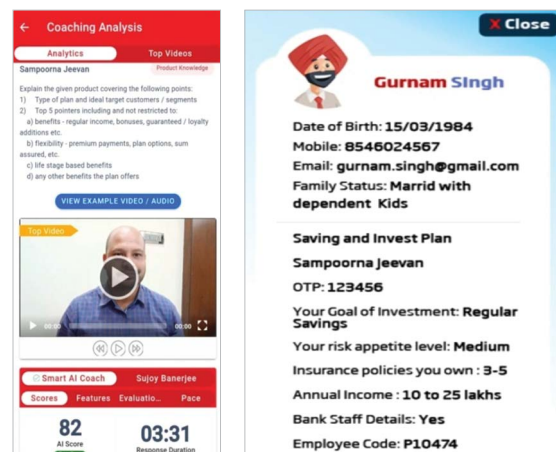 Coaching Analysis
Analytics
Top Videos
Sampoorna Jeevan
Product Knowledge
Explain the given product covering the following points:
1) Type of plan and ideal target customers / segments
2) Top 5 pointers including and not restricted to:
a) benefits - regular income, bonuses, guaranteed / loyalty
additions etc.
b) flexibility - premium payments, plan options, sum
assured, etc.
c) life stage based benefits
d) any other benefits the plan offers
VIEW EXAMPLE VIDEO / AUDIO
Top Video
00:00
00:00
Smart AI Coach
Sujoy Banerjee
Scores
Features
Evaluatio...
Pace
82
AI Score
03:31
Response Duration
X Close
Gurnam SIngh
Date of Birth: 15/03/1984
Mobile: 8546024567
Email: gurnam.singh@gmail.com
Family Status: Marrid with
dependent Kids
Saving and Invest Plan
Sampoorna Jeevan
OTP: 123456
Your Goal of Investment: Regular
Savings
Your risk appetite level: Medium
Insurance policies you own : 3-5
Annual Income : 10 to 25 lakhs
Bank Staff Details: Yes
Employee Code: P10474